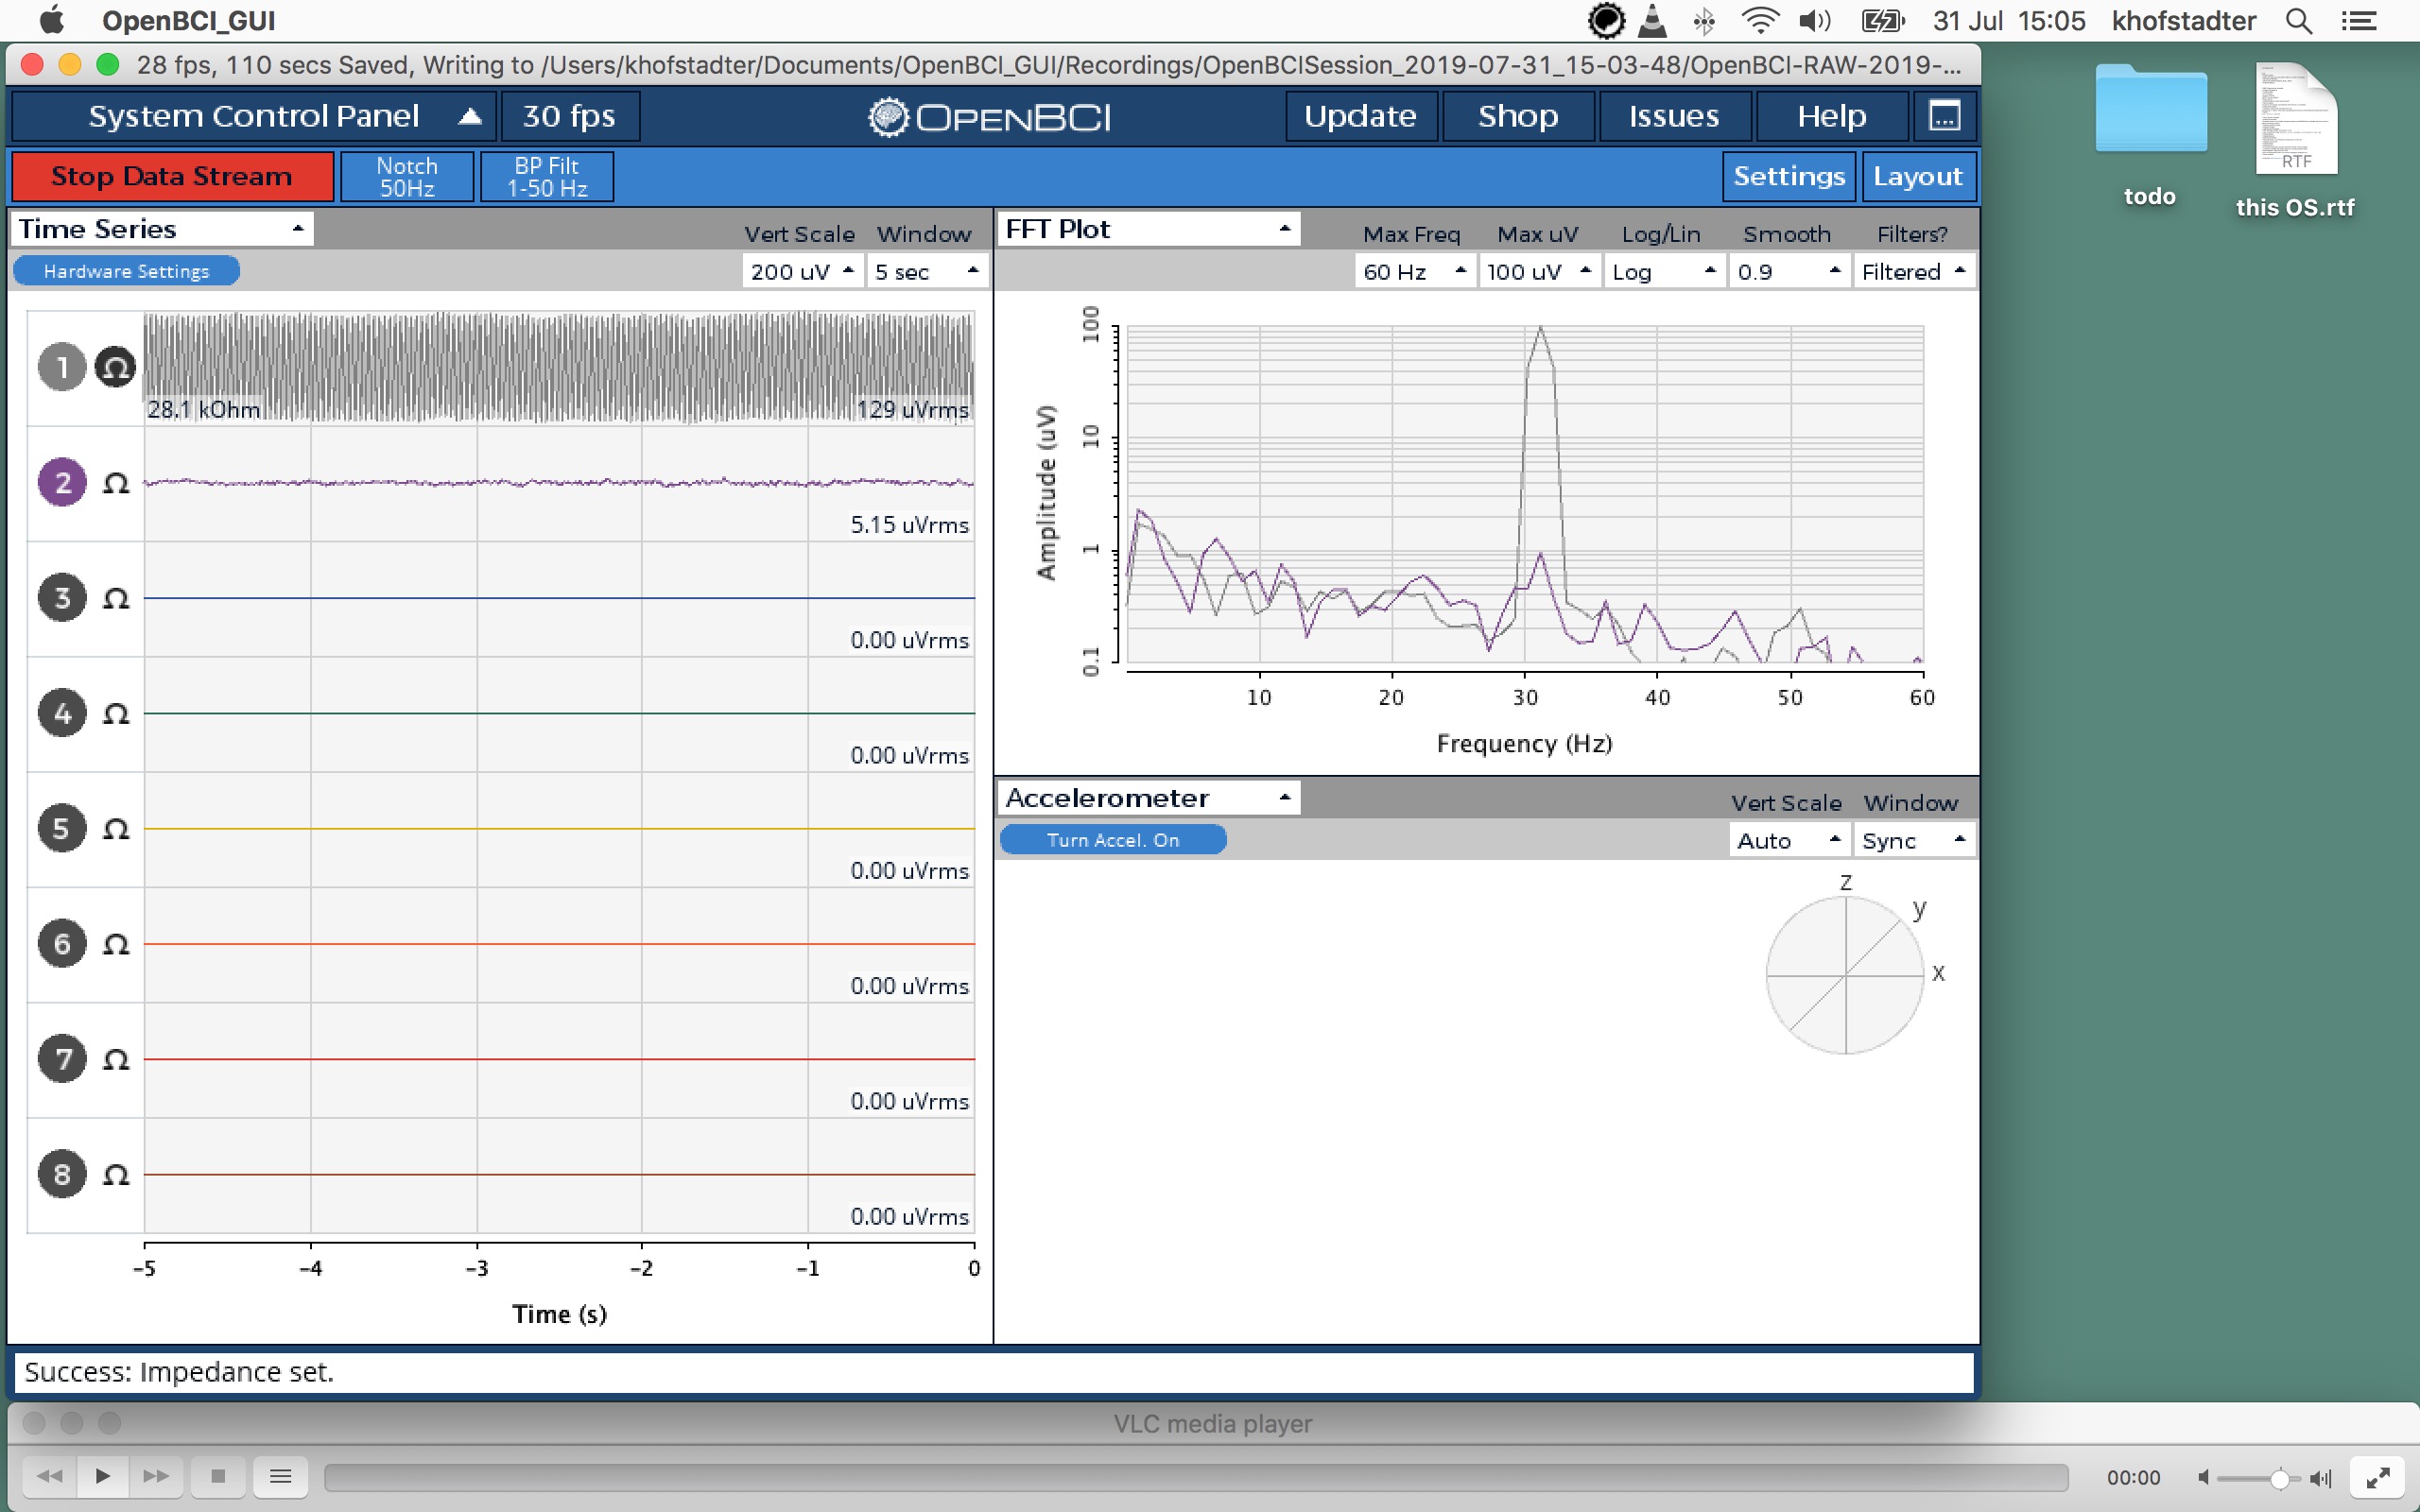 OpenBCI_GUI
31 Jul 15:05 khofstadter
28 fps, 110 secs Saved, Writing to /Users/khofstadter/Documents/OpenBCI_GUI/Recordings/OpenBCISession_2019-07-31_15-03-48/OpenBCI-RAW-2019-...
System Control Panel 30 fps OPENBCI Update Shop Issues Help
Stop Data Stream
Notch
50Hz
BP Filt
1-50 Hz
Settings Layout
Time Series
Vert Scale Window
Hardware Settings 200 uV 5 sec
1 Ω 28.1 kOhm 129 uVrms
2 Ω 5.15 uVrms
3 Ω 0.00 uVrms
4 Ω 0.00 uVrms
5 Ω 0.00 uVrms
6 Ω 0.00 uVrms
7 Ω 0.00 uVrms
8 Ω 0.00 uVrms
-5 -4 -3 -2 -1 0
Time (s)
FFT Plot
Max Freq Max uV Log/Lin Smooth Filters?
60 Hz 100 uV Log 0.9 Filtered
100
10
1
0.1
Amplitude (uV)
10 20 30 40 50 60
Frequency (Hz)
Accelerometer
Vert Scale Window
Turn Accel. On Auto Sync
z
y
x
Success: Impedance set.
RTF
todo
this OS.rtf
VLC media player
00:00